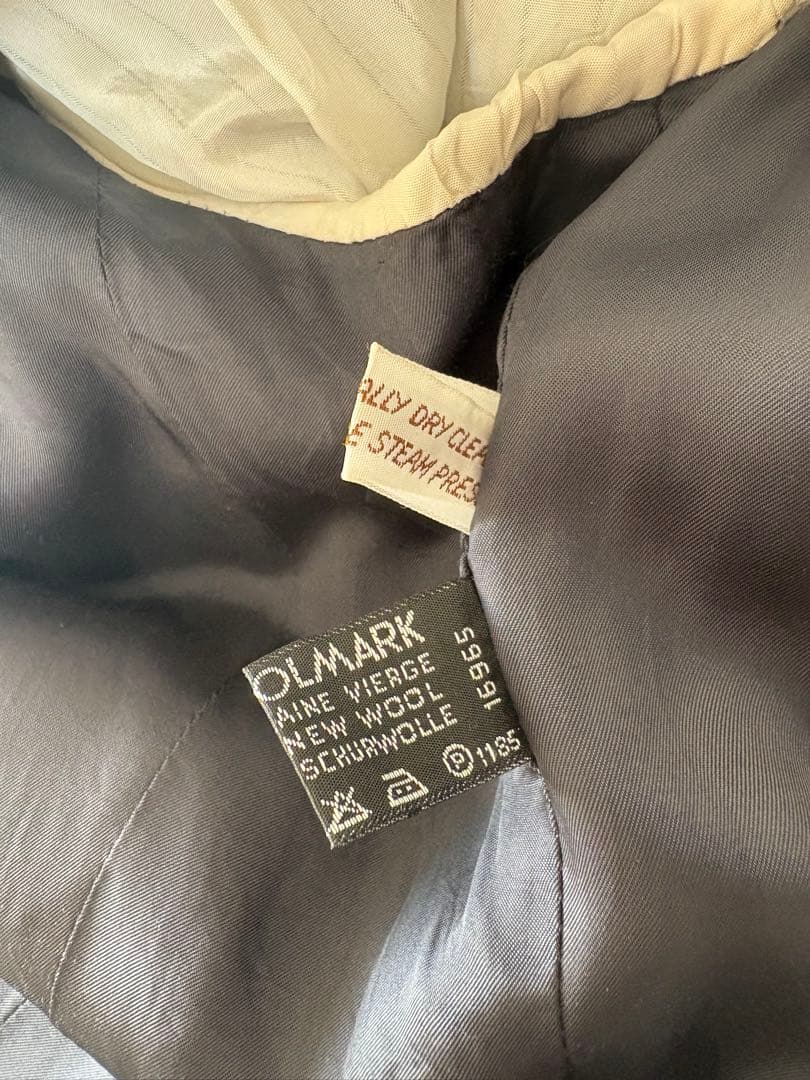 ALLY DRY CLEA
E STEAM PRES
OLMARK
AINE VIERGE
NEW WOOL
SCHURWOLLE
16965
P 1185